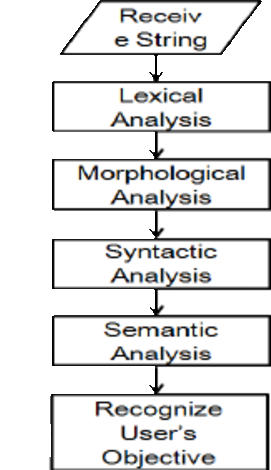 Receiv
e String
Lexical
Analysis
Morphological
Analysis
Syntactic
Analysis
Semantic
Analysis
Recognize
User's
Objective